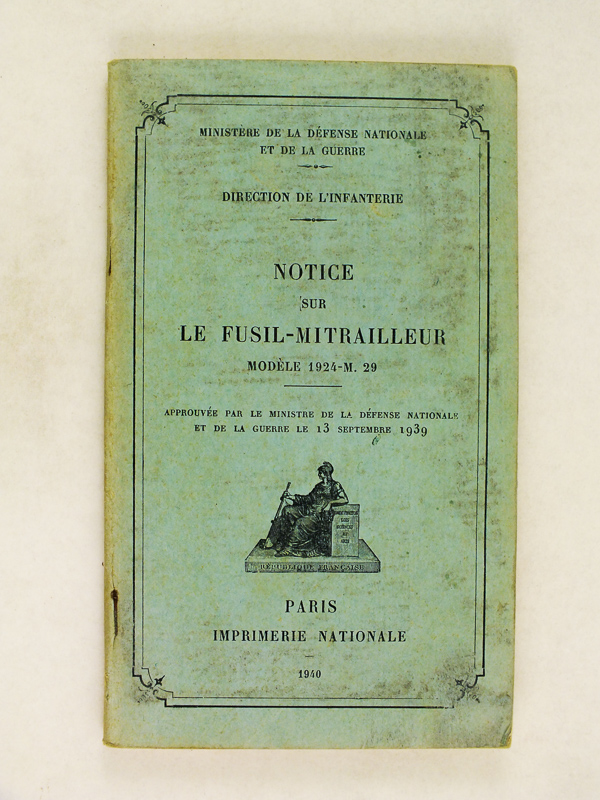 MINISTÈRE DE LA DÉFENSE NATIONALE
ET DE LA GUERRE
DIRECTION DE L'INFANTERIE
NOTICE
SUR
LE FUSIL-MITRAILLEUR
MODÈLE 1924-M. 29
APPROUVÉE PAR LE MINISTRE DE LA DÉFENSE NATIONALE
ET DE LA GUERRE LE 13 SEPTEMBRE 1939
RÉPUBLIQUE FRANÇAISE
PARIS
IMPRIMERIE NATIONALE
1940